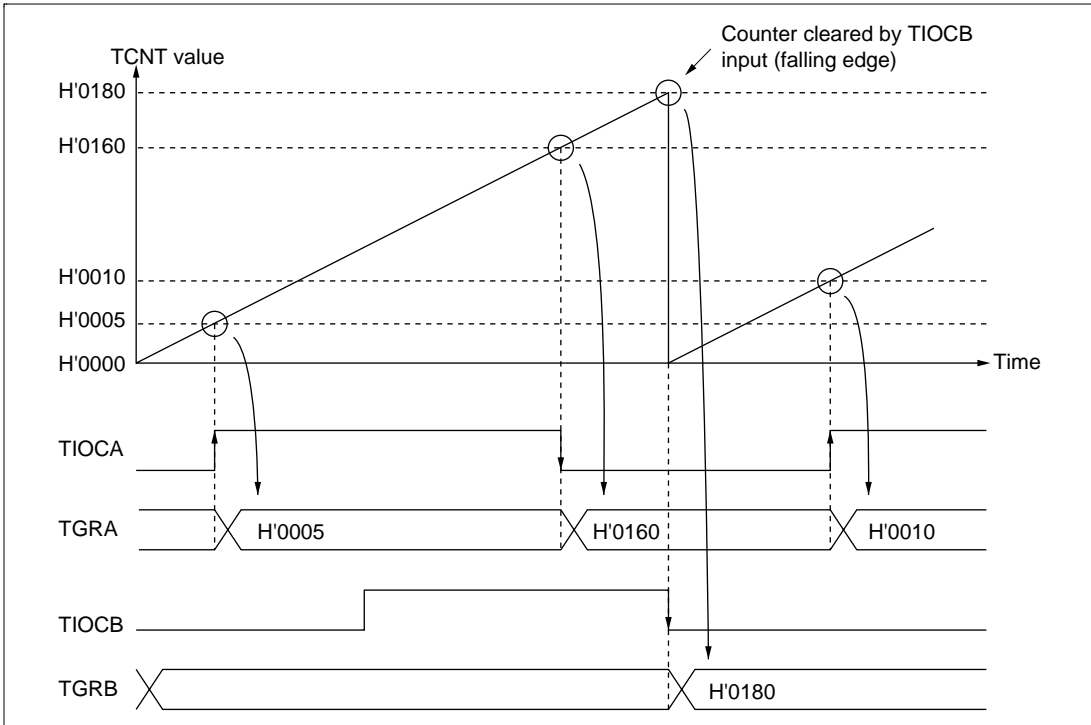 Counter cleared by TIOCB
input (falling edge)
TCNT value
H'0180
H'0160
H'0010
H'0005
H'0000
Time
TIOCA
TGRA
H'0005
H'0160
H'0010
TIOCB
TGRB
H'0180